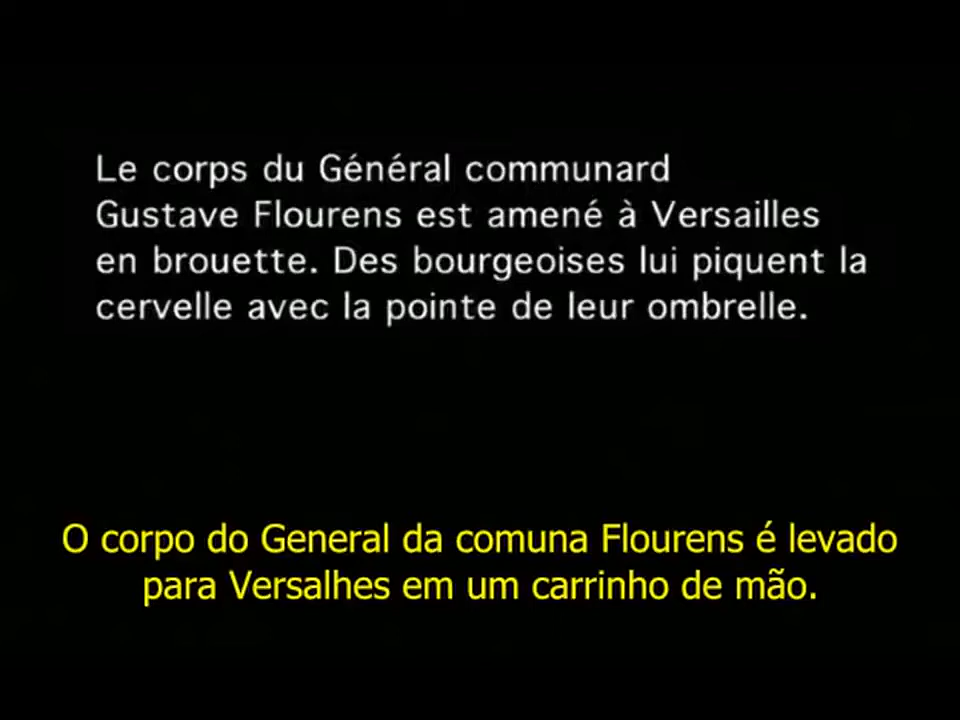 Le corps du Général communard
Gustave Flourens est amené à Versailles
en brouette. Des bourgeoises lui piquent la
cervelle avec la pointe de leur ombrelle.
O corpo do General da comuna Flourens é levado
para Versalhes em um carrinho de mão.